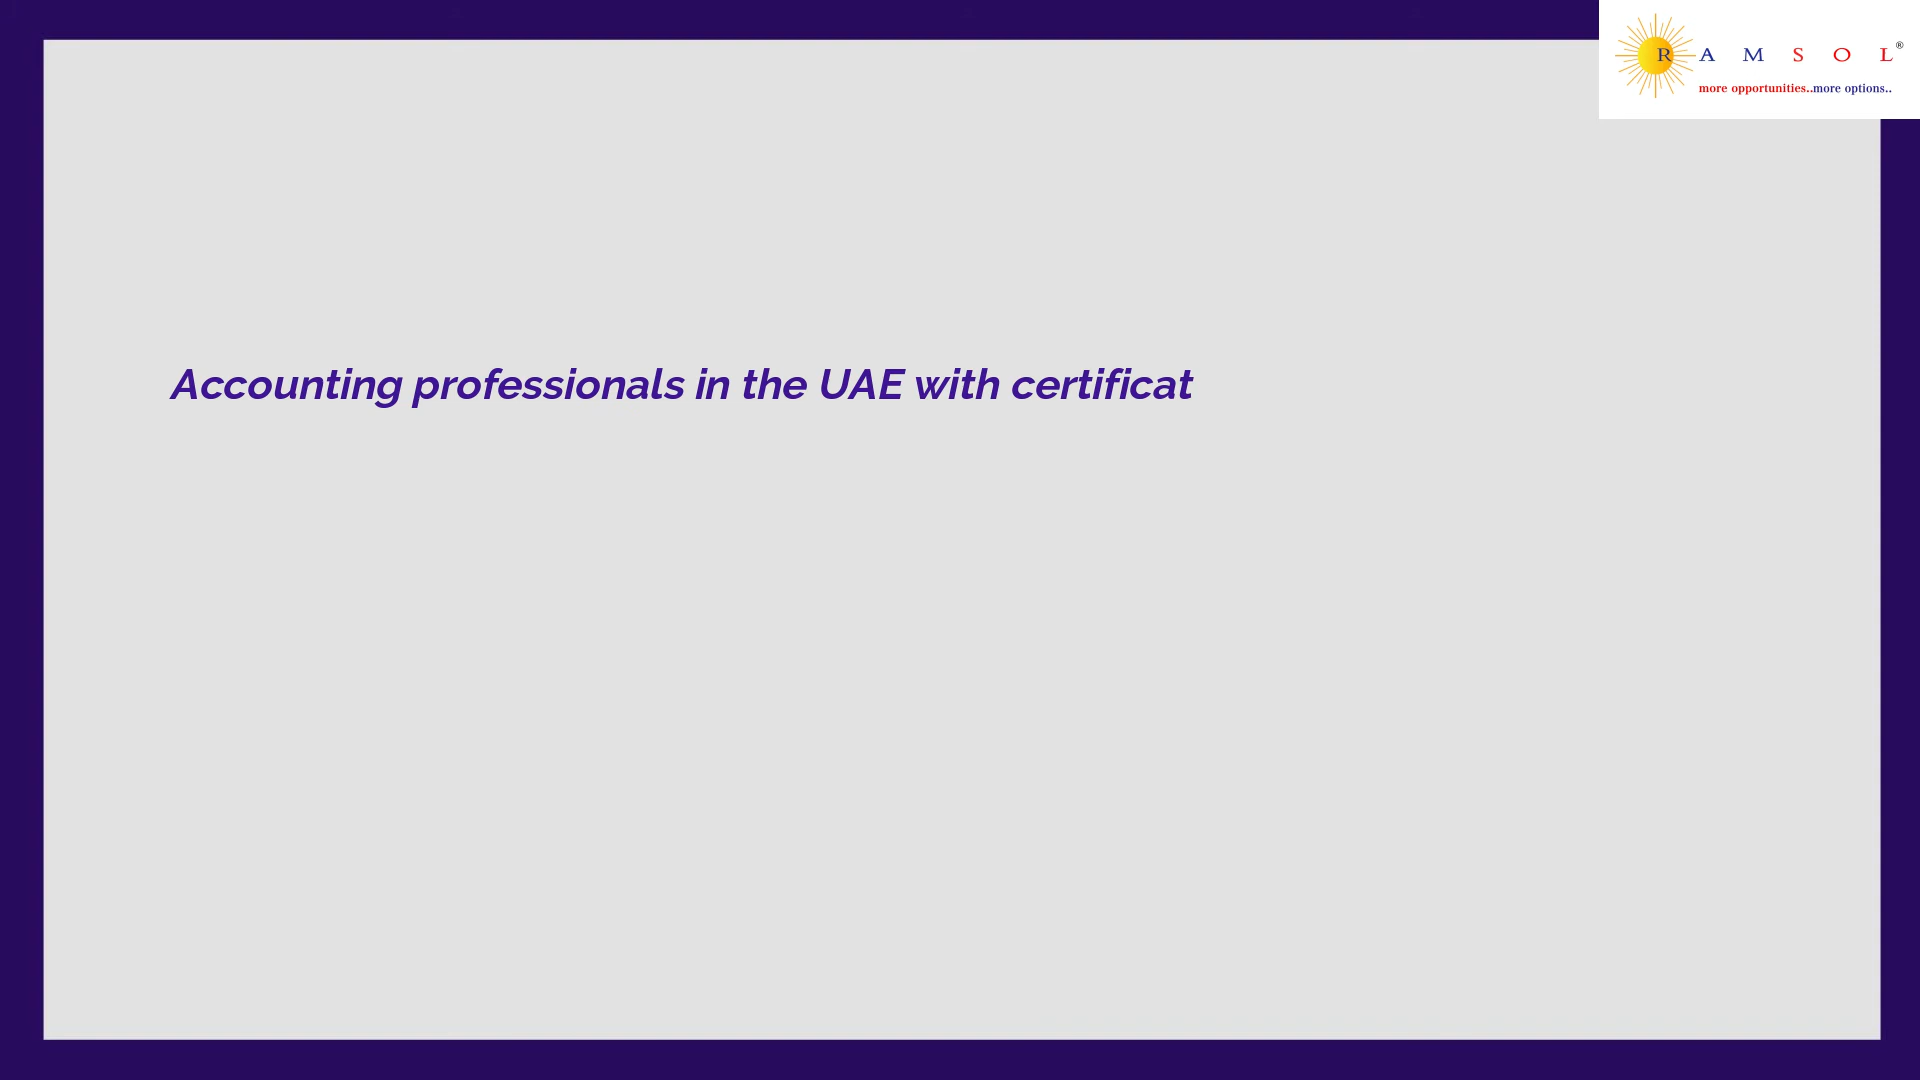 R A M S O L ®
more opportunities..more options..
Accounting professionals in the UAE with certificat